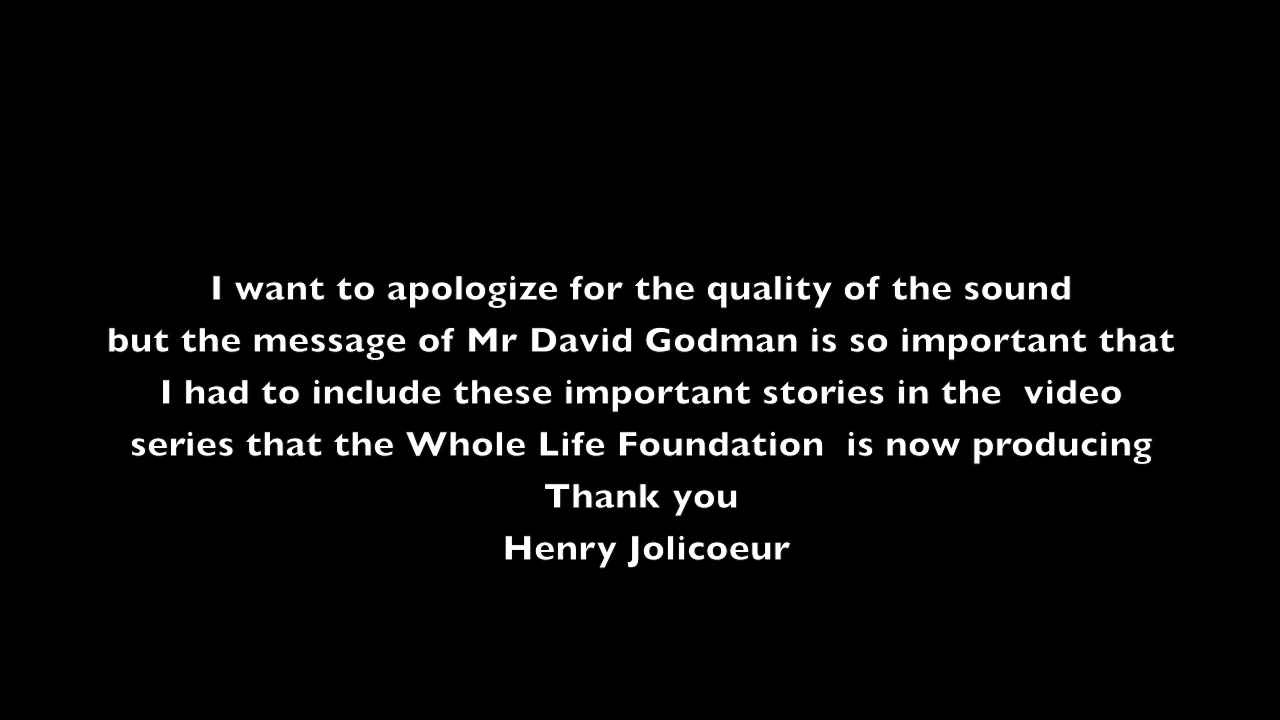 I want to apologize for the quality of the sound
but the message of Mr David Godman is so important that
I had to include these important stories in the  video
series that the Whole Life Foundation  is now producing
Thank you
Henry Jolicoeur